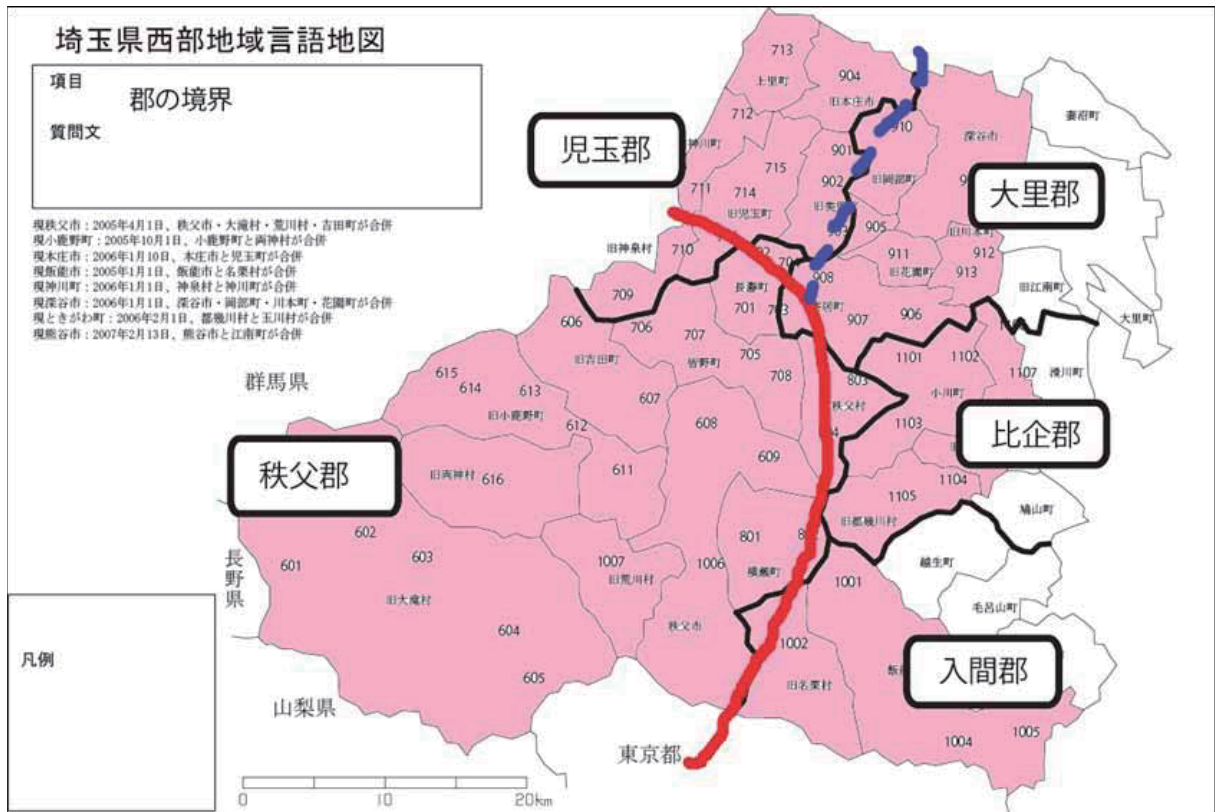 埼玉県西部地域言語地図
項目
郡の境界
質問文
現秩父市：2005年4月1日、秩父市・大滝村・荒川村・吉田町が合併
現小鹿野町：2005年10月1日、小鹿野町と両神村が合併
現本庄市：2006年1月10日、本庄市と児玉町が合併
現飯能市：2005年1月1日、飯能市と名栗村が合併
現神川町：2006年1月1日、神泉村と神川町が合併
現深谷市：2006年1月1日、深谷市・岡部町・川本町・花園町が合併
現ときがわ町：2006年2月1日、都幾川村と玉川村が合併
現熊谷市：2007年2月13日、熊谷市と江南町が合併
713
上里町
904
旧本庄市
712
神川町
910
深谷市
妻沼町
児玉郡
715
901
902
旧岡部町
大里郡
711
714
旧児玉町
905
旧川本町
旧神泉村
710
911
912
旧花園町
913
908
長瀞町
709
701
旧江南町
大里町
606
706
707
907
906
旧吉田町
皆野町
705
1101
1102
群馬県
708
803
1107
滑川町
615
614
613
607
秩父村
小川町
旧小鹿野町
612
608
1103
比企郡
秩父郡
609
旧両神村
616
611
1104
1105
旧都幾川村
鳩山町
602
801
601
603
1007
1006
横瀬町
1001
越生町
長野県
旧荒川村
旧大滝村
毛呂山町
604
秩父市
1002
入間郡
凡例
605
旧名栗村
山梨県
1005
1004
東京都
0
10
20km